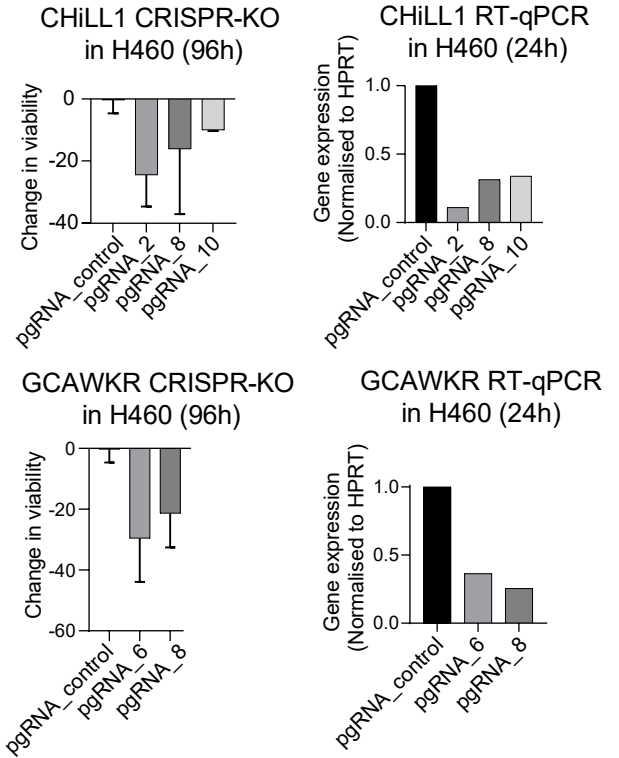 CHiLL1 CRISPR-KO
in H460 (96h)
Change in viability
0
-20
-40
pgRNA_control
pgRNA_2
pgRNA_8
pgRNA_10
CHiLL1 RT-qPCR
in H460 (24h)
Gene expression
(Normalised to HPRT)
1.0
0.5
0.0
pgRNA_control
pgRNA_2
pgRNA_8
pgRNA_10
GCAWKR CRISPR-KO
in H460 (96h)
Change in viability
0
-20
-40
-60
pgRNA_control
pgRNA_6
pgRNA_8
GCAWKR RT-qPCR
in H460 (24h)
Gene expression
(Normalised to HPRT)
1.0
0.5
0.0
pgRNA_control
pgRNA_6
pgRNA_8